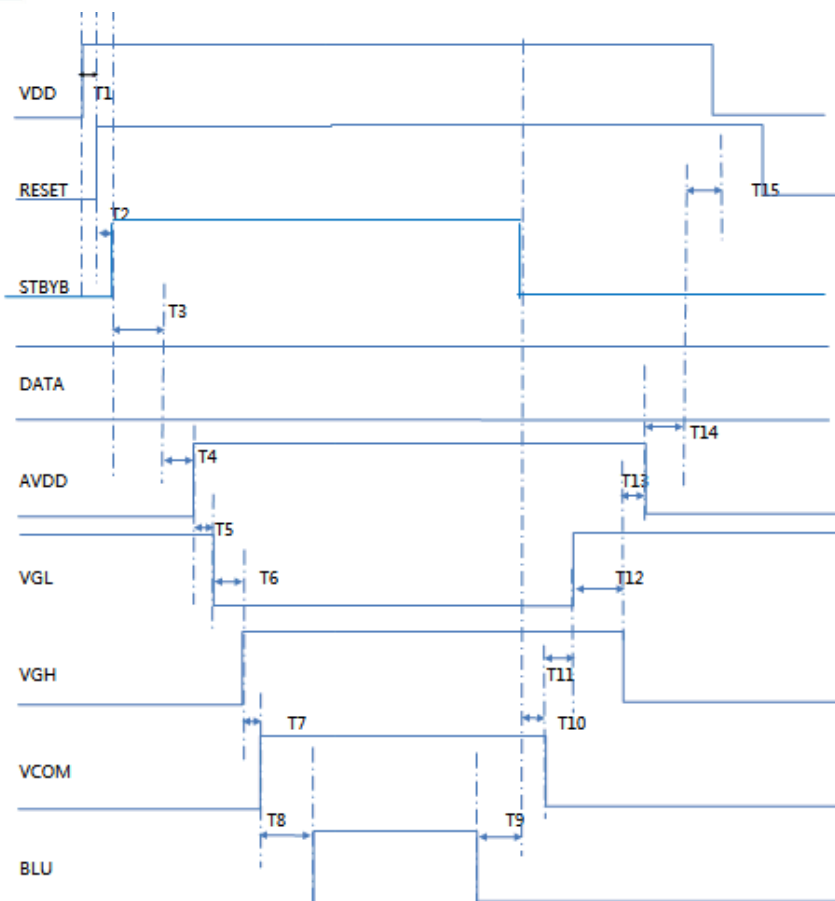 VDD
T1
RESET
T15
T2
STBYB
T3
DATA
T14
T4
AVDD
T13
T5
VGL
T6
T12
VGH
T11
T7
T10
VCOM
T8
T9
BLU